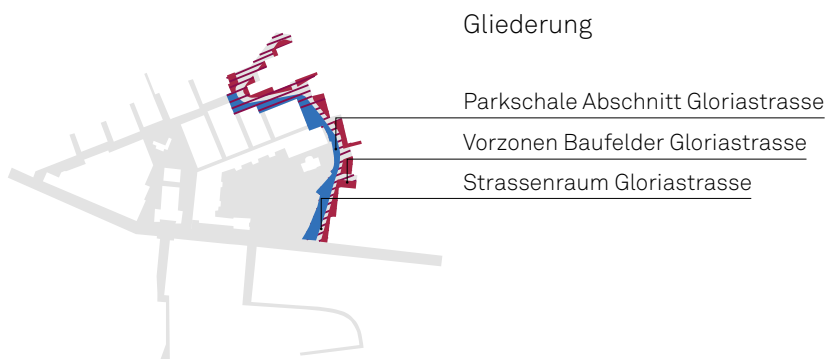 Gliederung
Parkschale Abschnitt Gloriastrasse
Vorzonen Baufelder Gloriastrasse
Strassenraum Gloriastrasse